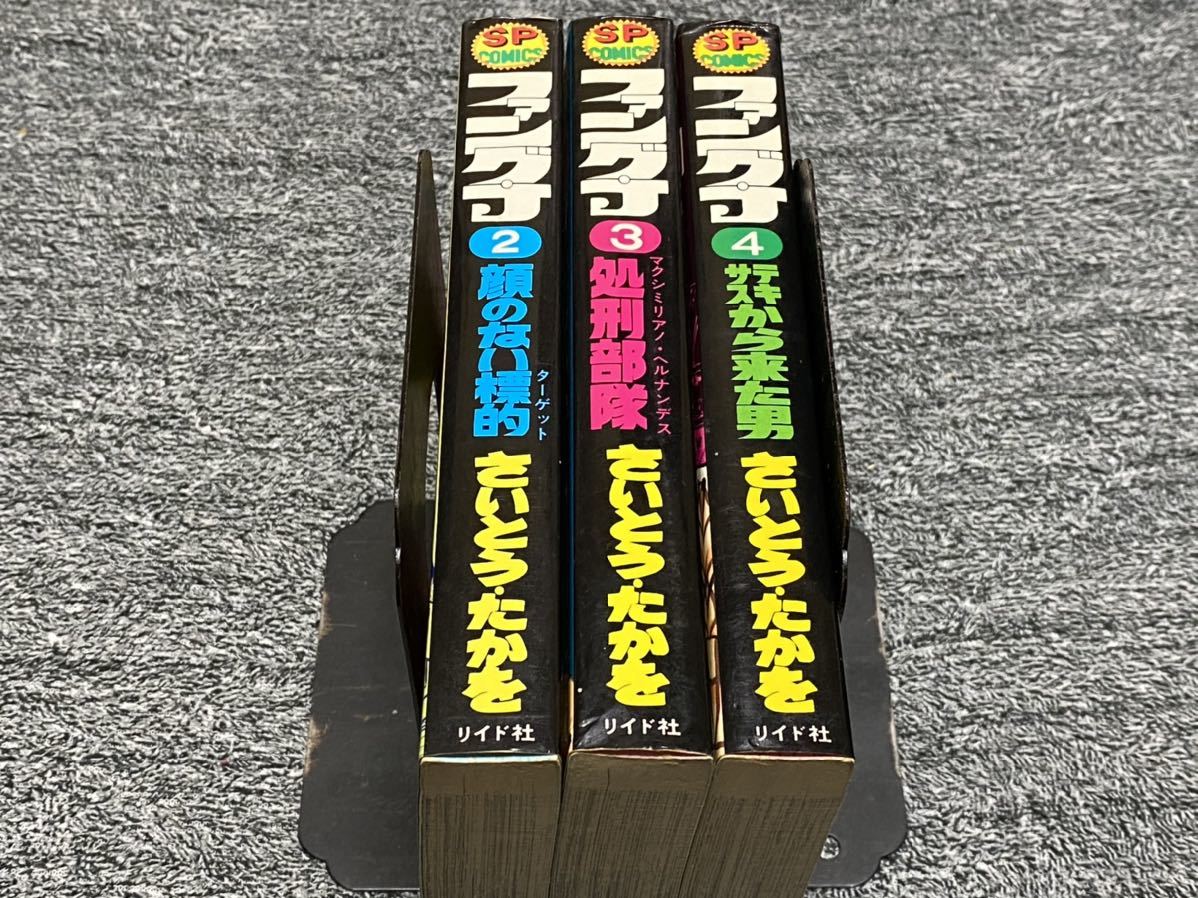 SP
COMICS
ファング・J
2
顔のない標的
ターゲット
さいとう・たかを
リイド社
SP
COMICS
ファング・J
3
処刑部隊
マクシミリアノ・ヘルナンデス
さいとう・たかを
リイド社
SP
COMICS
ファング・J
4
テキサスから来た男
さいとう・たかを
リイド社